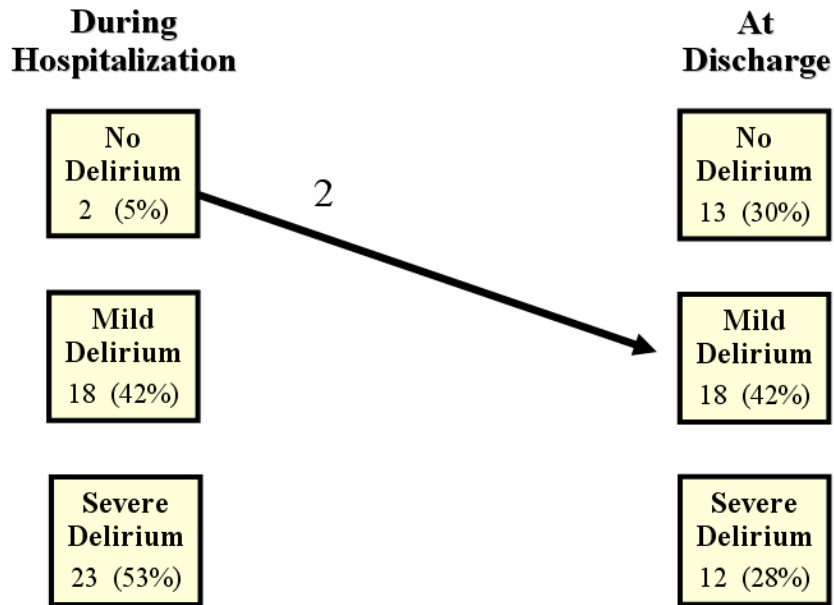 During
Hospitalization
At
Discharge
No
Delirium
2 (5%)
2
No
Delirium
13 (30%)
Mild
Delirium
18 (42%)
Mild
Delirium
18 (42%)
Severe
Delirium
23 (53%)
Severe
Delirium
12 (28%)